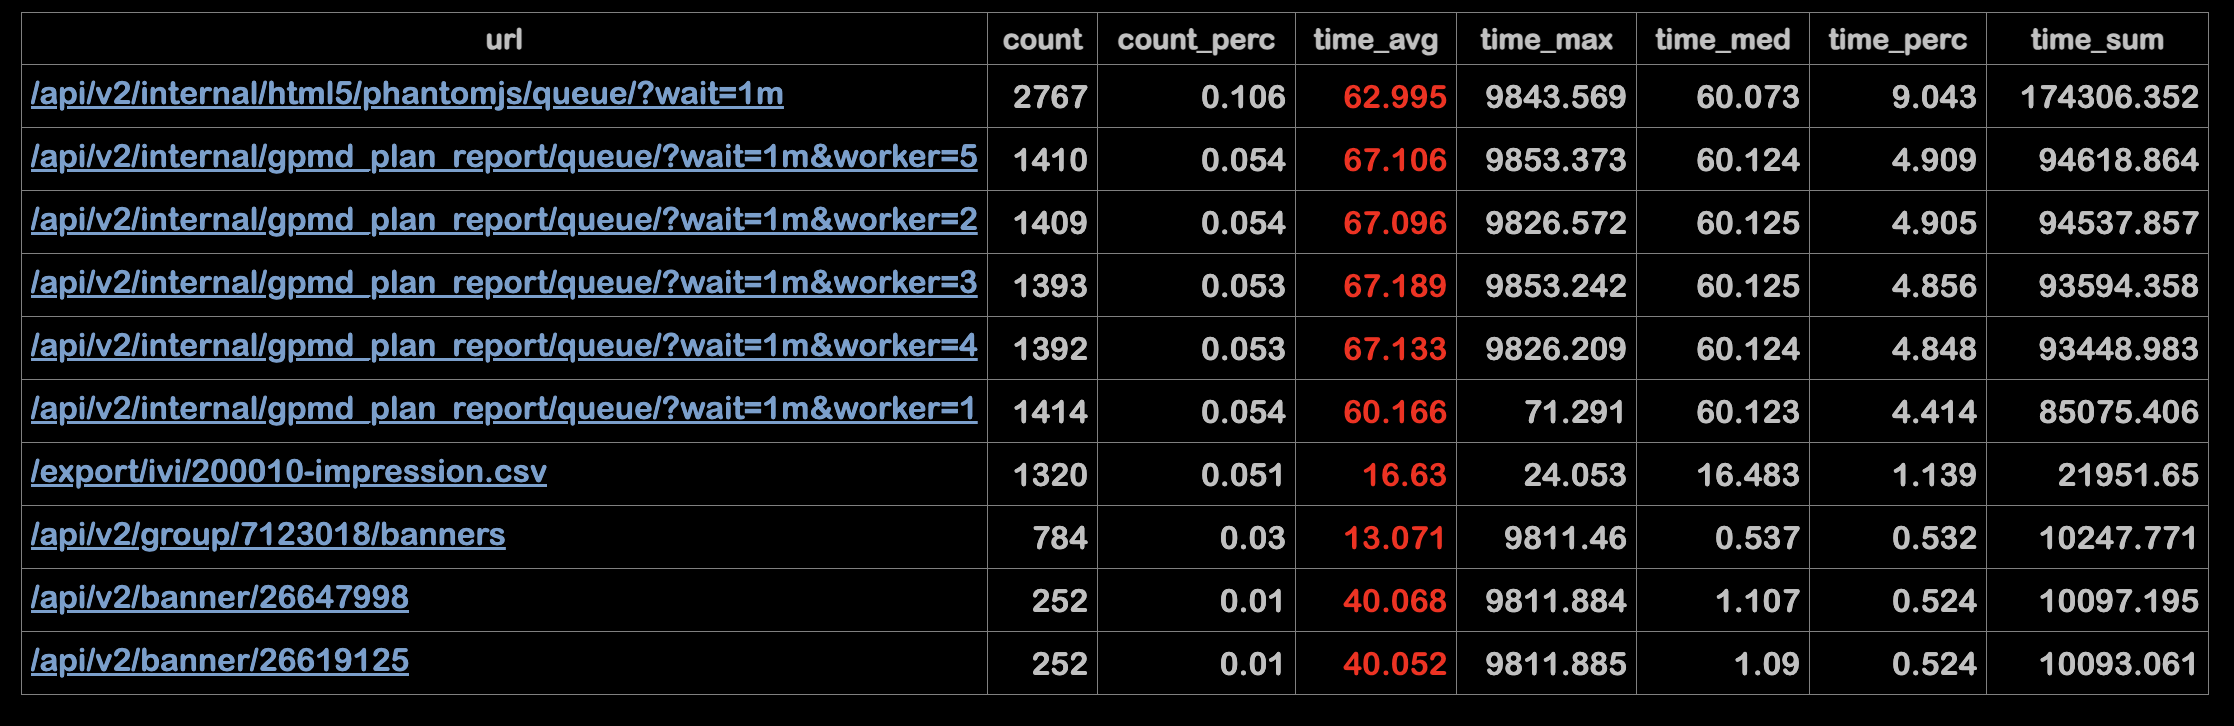 url count count_perc time_avg time_max time_med time_perc time_sum
/api/v2/internal/html5/phantomjs/queue/?wait=1m 2767 0.106 62.995 9843.569 60.073 9.043 174306.352
/api/v2/internal/gpmd_plan_report/queue/?wait=1m&worker=5 1410 0.054 67.106 9853.373 60.124 4.909 94618.864
/api/v2/internal/gpmd_plan_report/queue/?wait=1m&worker=2 1409 0.054 67.096 9826.572 60.125 4.905 94537.857
/api/v2/internal/gpmd_plan_report/queue/?wait=1m&worker=3 1393 0.053 67.189 9853.242 60.125 4.856 93594.358
/api/v2/internal/gpmd_plan_report/queue/?wait=1m&worker=4 1392 0.053 67.133 9826.209 60.124 4.848 93448.983
/api/v2/internal/gpmd_plan_report/queue/?wait=1m&worker=1 1414 0.054 60.166 71.291 60.123 4.414 85075.406
/export/ivi/200010-impression.csv 1320 0.051 16.63 24.053 16.483 1.139 21951.65
/api/v2/group/7123018/banners 784 0.03 13.071 9811.46 0.537 0.532 10247.771
/api/v2/banner/26647998 252 0.01 40.068 9811.884 1.107 0.524 10097.195
/api/v2/banner/26619125 252 0.01 40.052 9811.885 1.09 0.524 10093.061